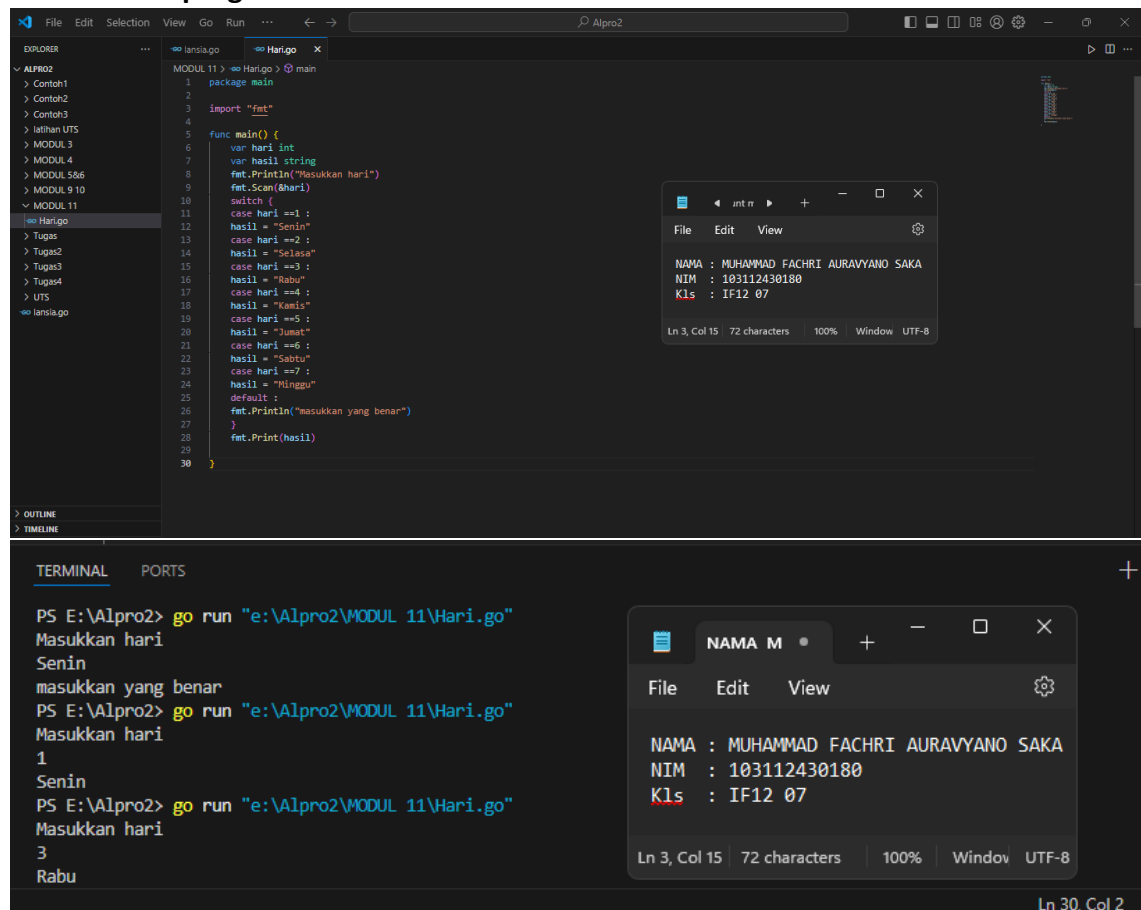 File Edit Selection View Go Run ··· ← → Alpro2
EXPLORER ···
ALPRO2
> Contoh1
> Contoh2
> Contoh3
> latihan UTS
> MODUL 3
> MODUL 4
> MODUL 5&6
> MODUL 9 10
MODUL 11
Hari.go
> Tugas
> Tugas2
> Tugas3
> Tugas4
> UTS
lansia.go
> OUTLINE
> TIMELINE
lansia.go Hari.go ×
MODUL 11 > Hari.go > main
1 package main
2
3 import "fmt"
4
5 func main() {
6 var hari int
7 var hasil string
8 fmt.Println("Masukkan hari")
9 fmt.Scan(&hari)
10 switch {
11 case hari ==1 :
12 hasil = "Senin"
13 case hari ==2 :
14 hasil = "Selasa"
15 case hari ==3 :
16 hasil = "Rabu"
17 case hari ==4 :
18 hasil = "Kamis"
19 case hari ==5 :
20 hasil = "Jumat"
21 case hari ==6 :
22 hasil = "Sabtu"
23 case hari ==7 :
24 hasil = "Minggu"
25 default :
26 fmt.Println("masukkan yang benar")
27 }
28 fmt.Print(hasil)
29
30 }
File Edit View
NAMA : MUHAMMAD FACHRI AURAVYANO SAKA
NIM : 103112430180
Kls : IF12 07
Ln 3, Col 15 72 characters 100% Window UTF-8
TERMINAL PORTS
PS E:\Alpro2> go run "e:\Alpro2\MODUL 11\Hari.go"
Masukkan hari
Senin
masukkan yang benar
PS E:\Alpro2> go run "e:\Alpro2\MODUL 11\Hari.go"
Masukkan hari
1
Senin
PS E:\Alpro2> go run "e:\Alpro2\MODUL 11\Hari.go"
Masukkan hari
3
Rabu
NAMA M
File Edit View
NAMA : MUHAMMAD FACHRI AURAVYANO SAKA
NIM : 103112430180
Kls : IF12 07
Ln 3, Col 15 72 characters 100% Windov UTF-8
Ln 30, Col 2